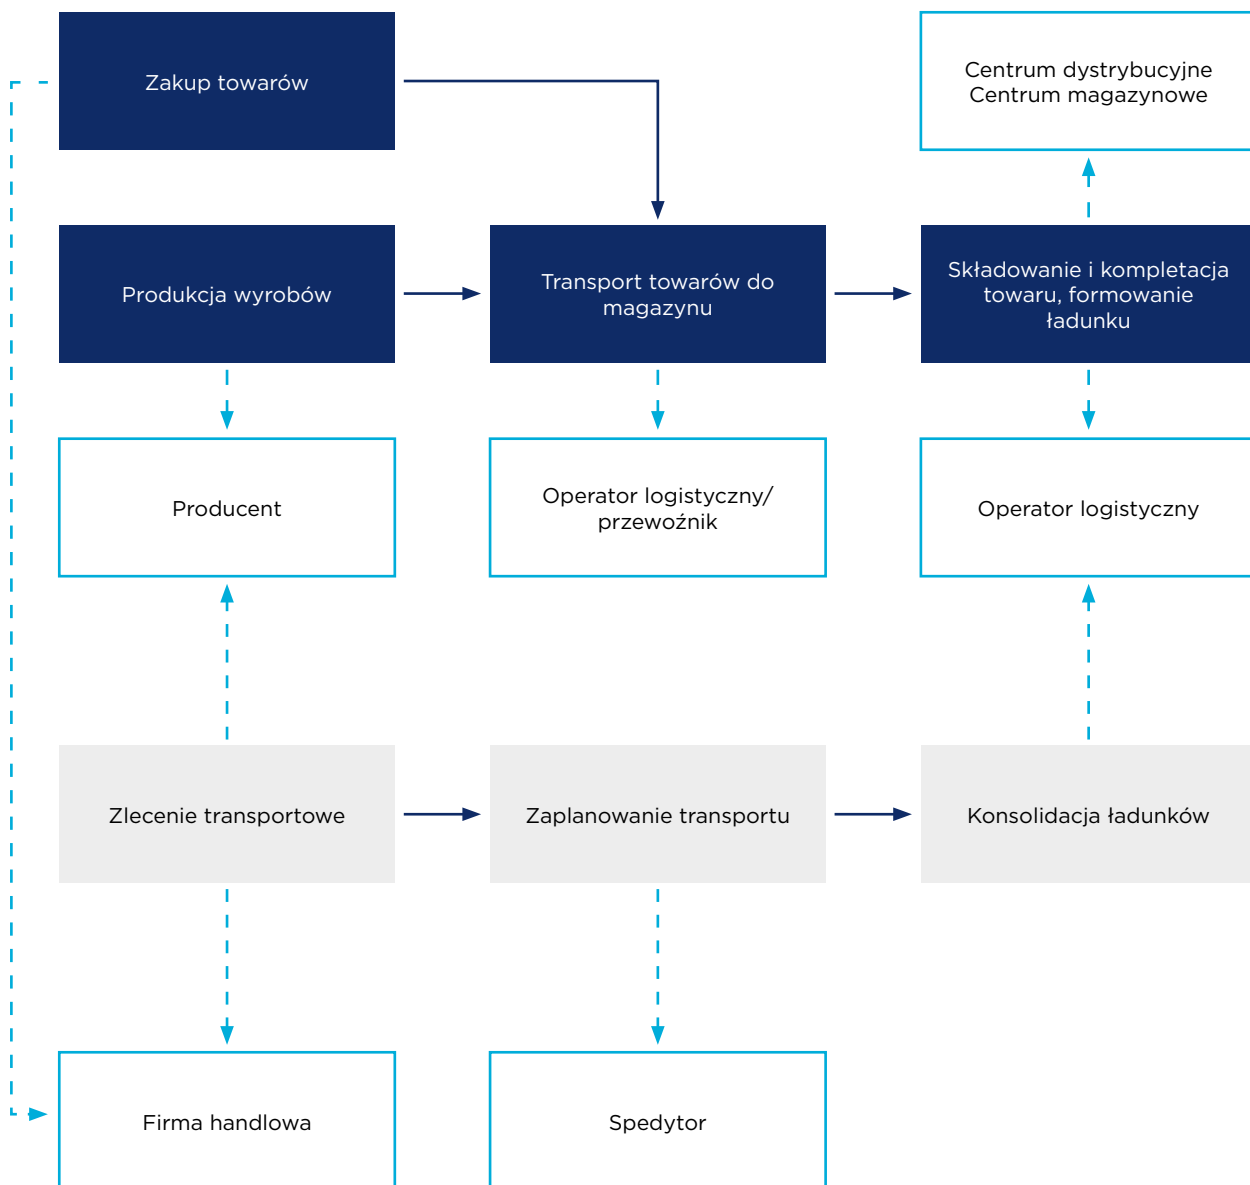 Zakup towarów
Centrum dystrybucyjne
Centrum magazynowe
Produkcja wyrobów
Transport towarów do
magazynu
Składowanie i kompletacja
towaru, formowanie
ładunku
Producent
Operator logistyczny/
przewoźnik
Operator logistyczny
Zlecenie transportowe
Zaplanowanie transportu
Konsolidacja ładunków
Firma handlowa
Spedytor